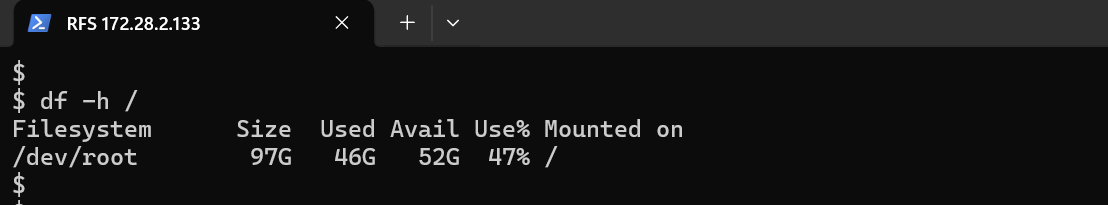 RFS 172.28.2.133
$
$ df -h /
Filesystem      Size  Used Avail Use% Mounted on
/dev/root        97G   46G   52G  47% /
$